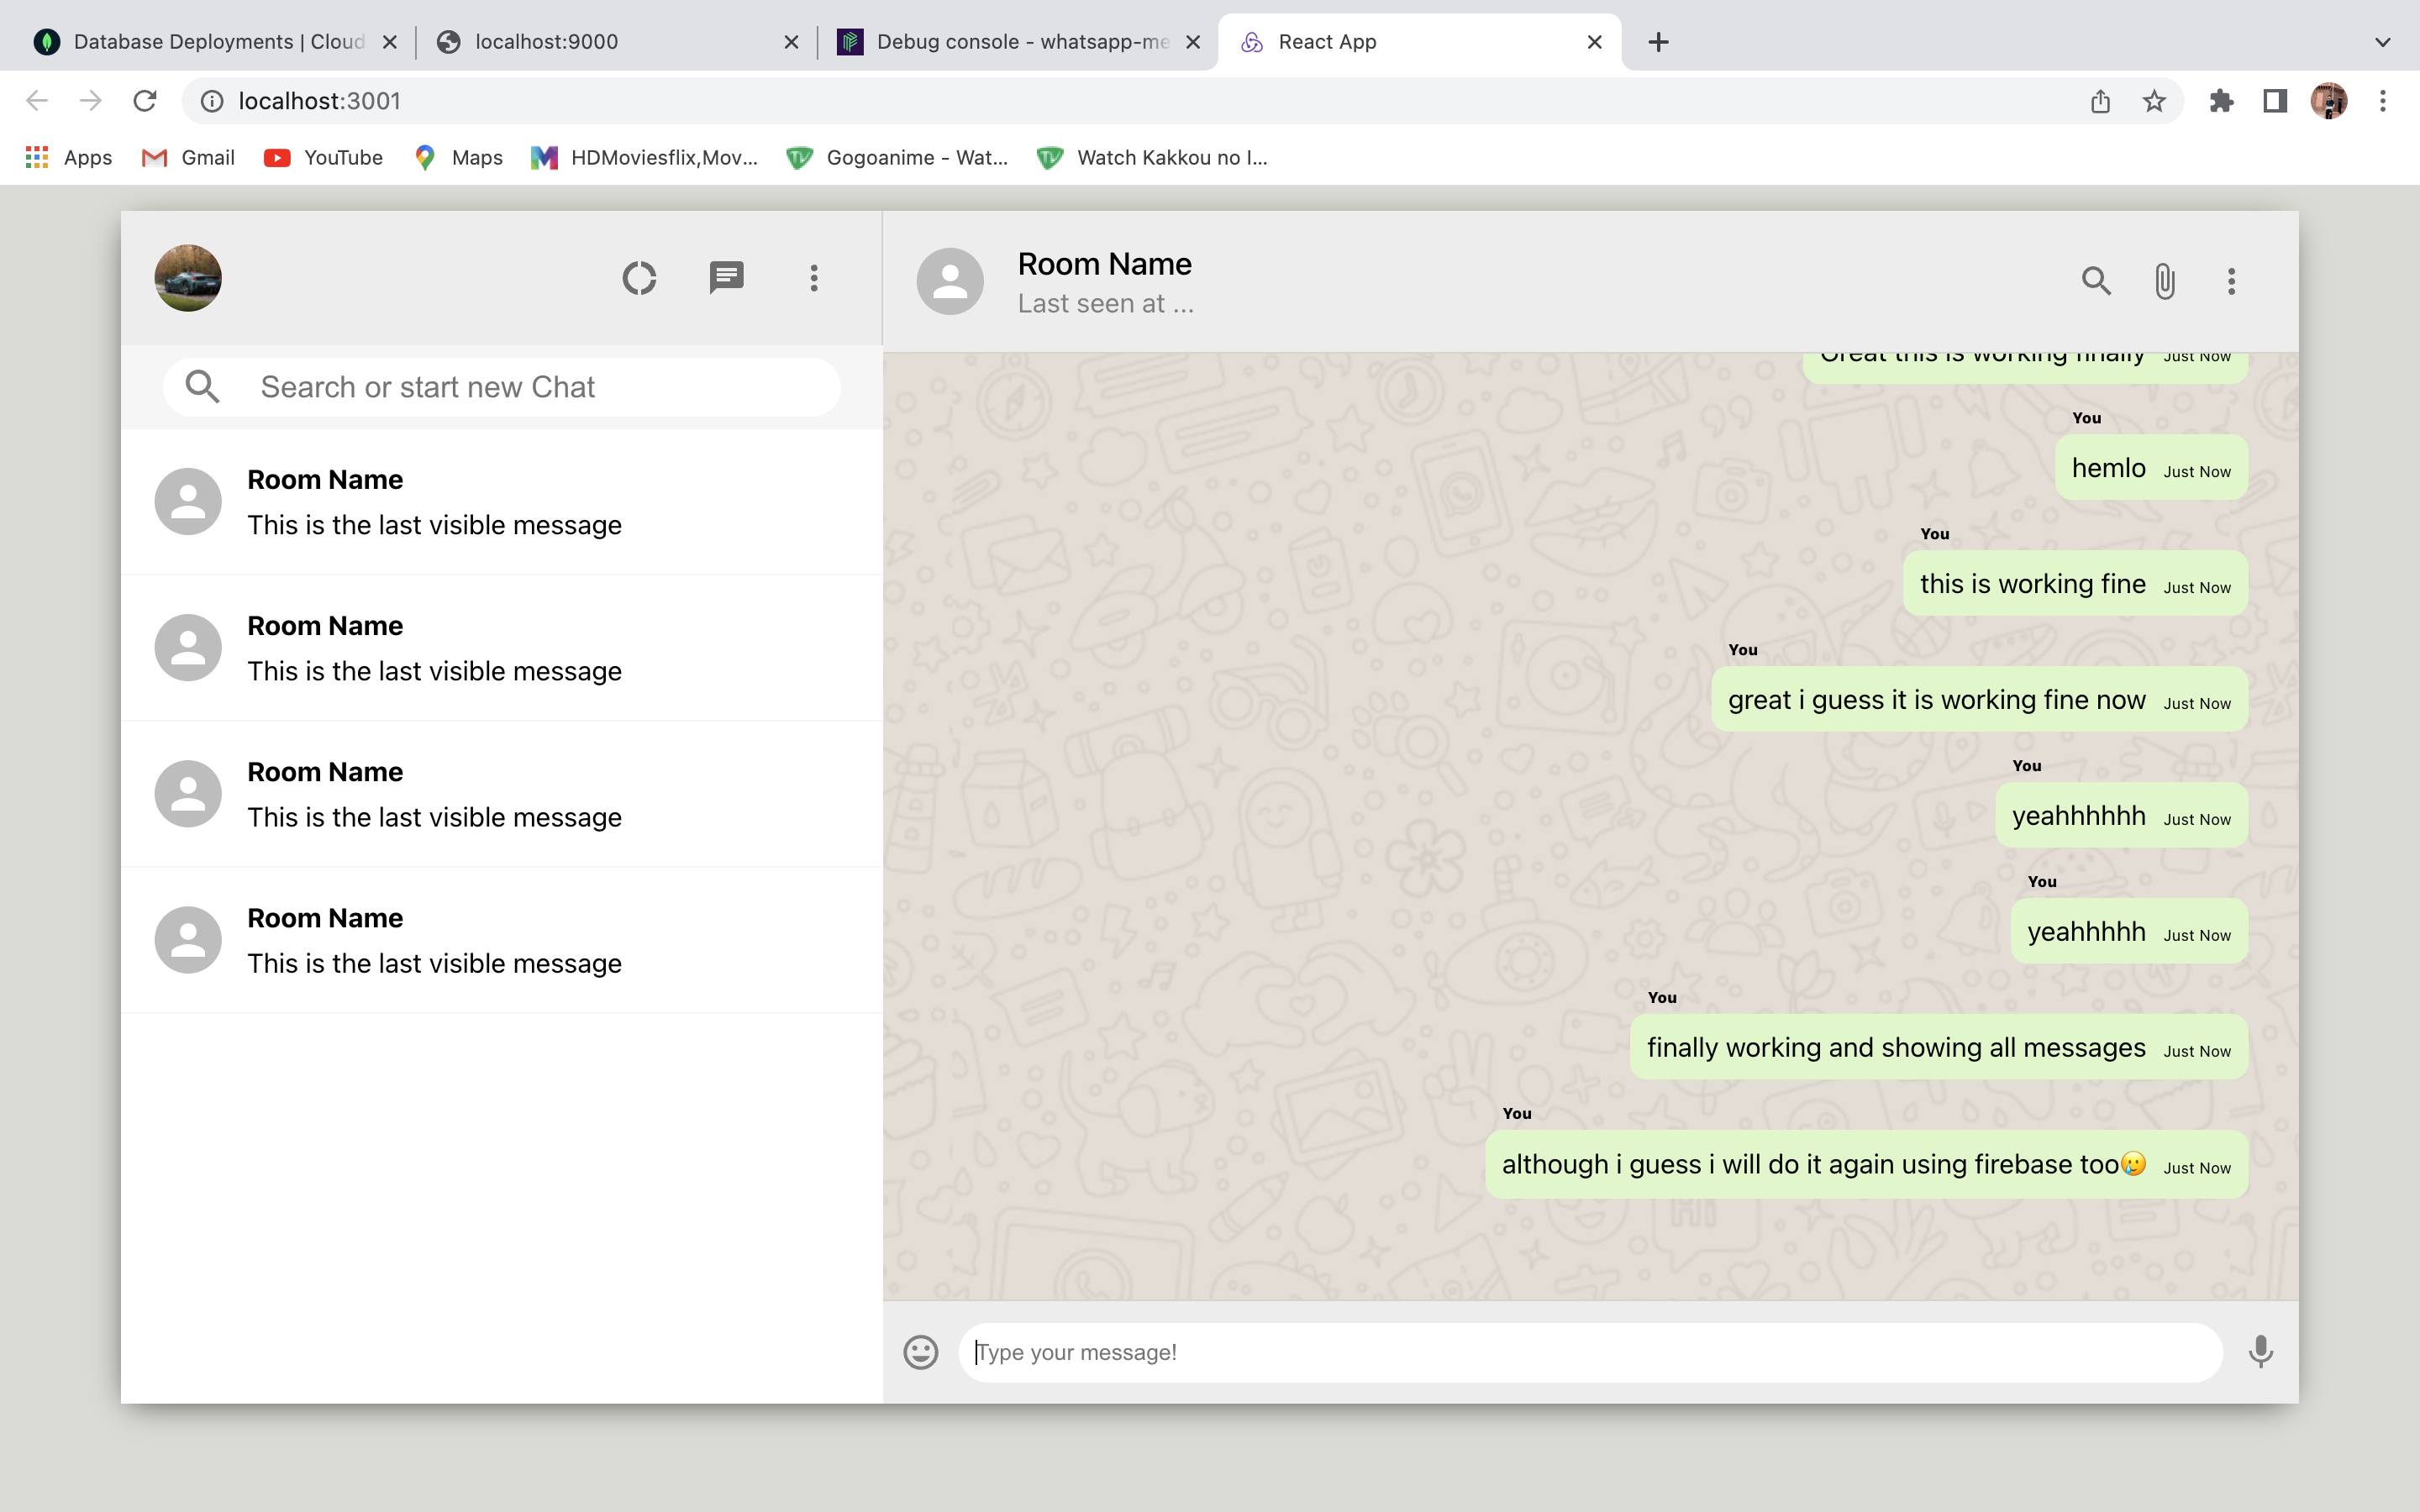 Database Deployments | Cloud
localhost:9000
Debug console - whatsapp-me
React App
localhost:3001
Apps
Gmail
YouTube
Maps
HDMoviesflix,Mov...
Gogoanime - Wat...
Watch Kakkou no I...
Search or start new Chat
Room Name
This is the last visible message
Room Name
This is the last visible message
Room Name
This is the last visible message
Room Name
This is the last visible message
Room Name
Last seen at ...
Great this is working finally Just Now
You
hemlo Just Now
You
this is working fine Just Now
You
great i guess it is working fine now Just Now
You
yeahhhhhh Just Now
You
yeahhhhh Just Now
You
finally working and showing all messages Just Now
You
although i guess i will do it again using firebase too🥲 Just Now
Type your message!